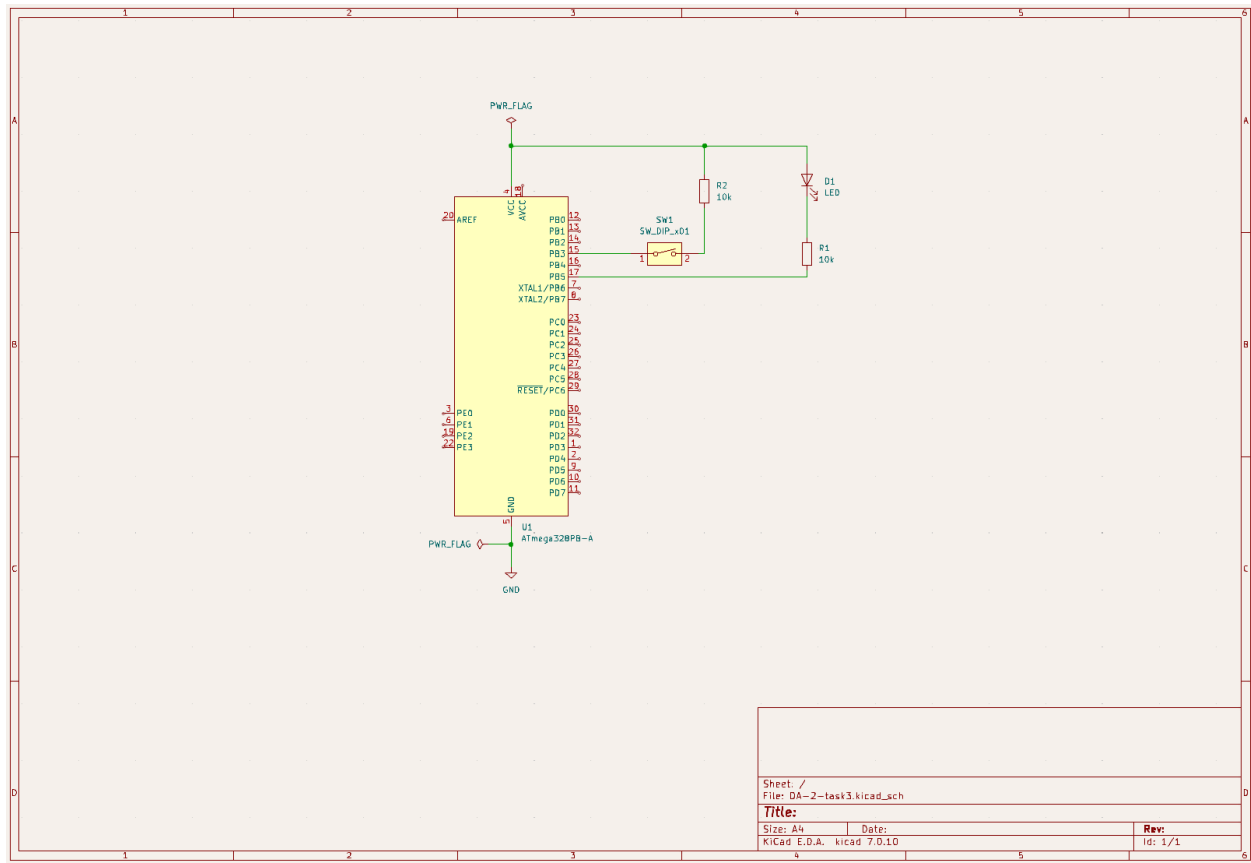 1 2 3 4 5 6
A A
PWR_FLAG
D1
LED
R2
10k
4 18
VCC AVCC
20 AREF
PB0 12
PB1 13
PB2 14
PB3 15
PB4 16
PB5 17
XTAL1/PB6 7
XTAL2/PB7 8
SW1
SW_DIP_x01
1 2
R1
10k
PC0 23
PC1 24
PC2 25
PC3 26
PC4 27
PC5 28
RESET/PC6 29
B B
3 PE0
6 PE1
19 PE2
22 PE3
PD0 30
PD1 31
PD2 32
PD3 1
PD4 2
PD5 9
PD6 10
PD7 11
GND
5
U1
ATmega328PB-A
PWR_FLAG
GND
C C
D D
Sheet: /
File: DA-2-task3.kicad_sch
Title:
Size: A4 Date: Rev:
KiCad E.D.A. kicad 7.0.10 Id: 1/1
1 2 3 4 5 6